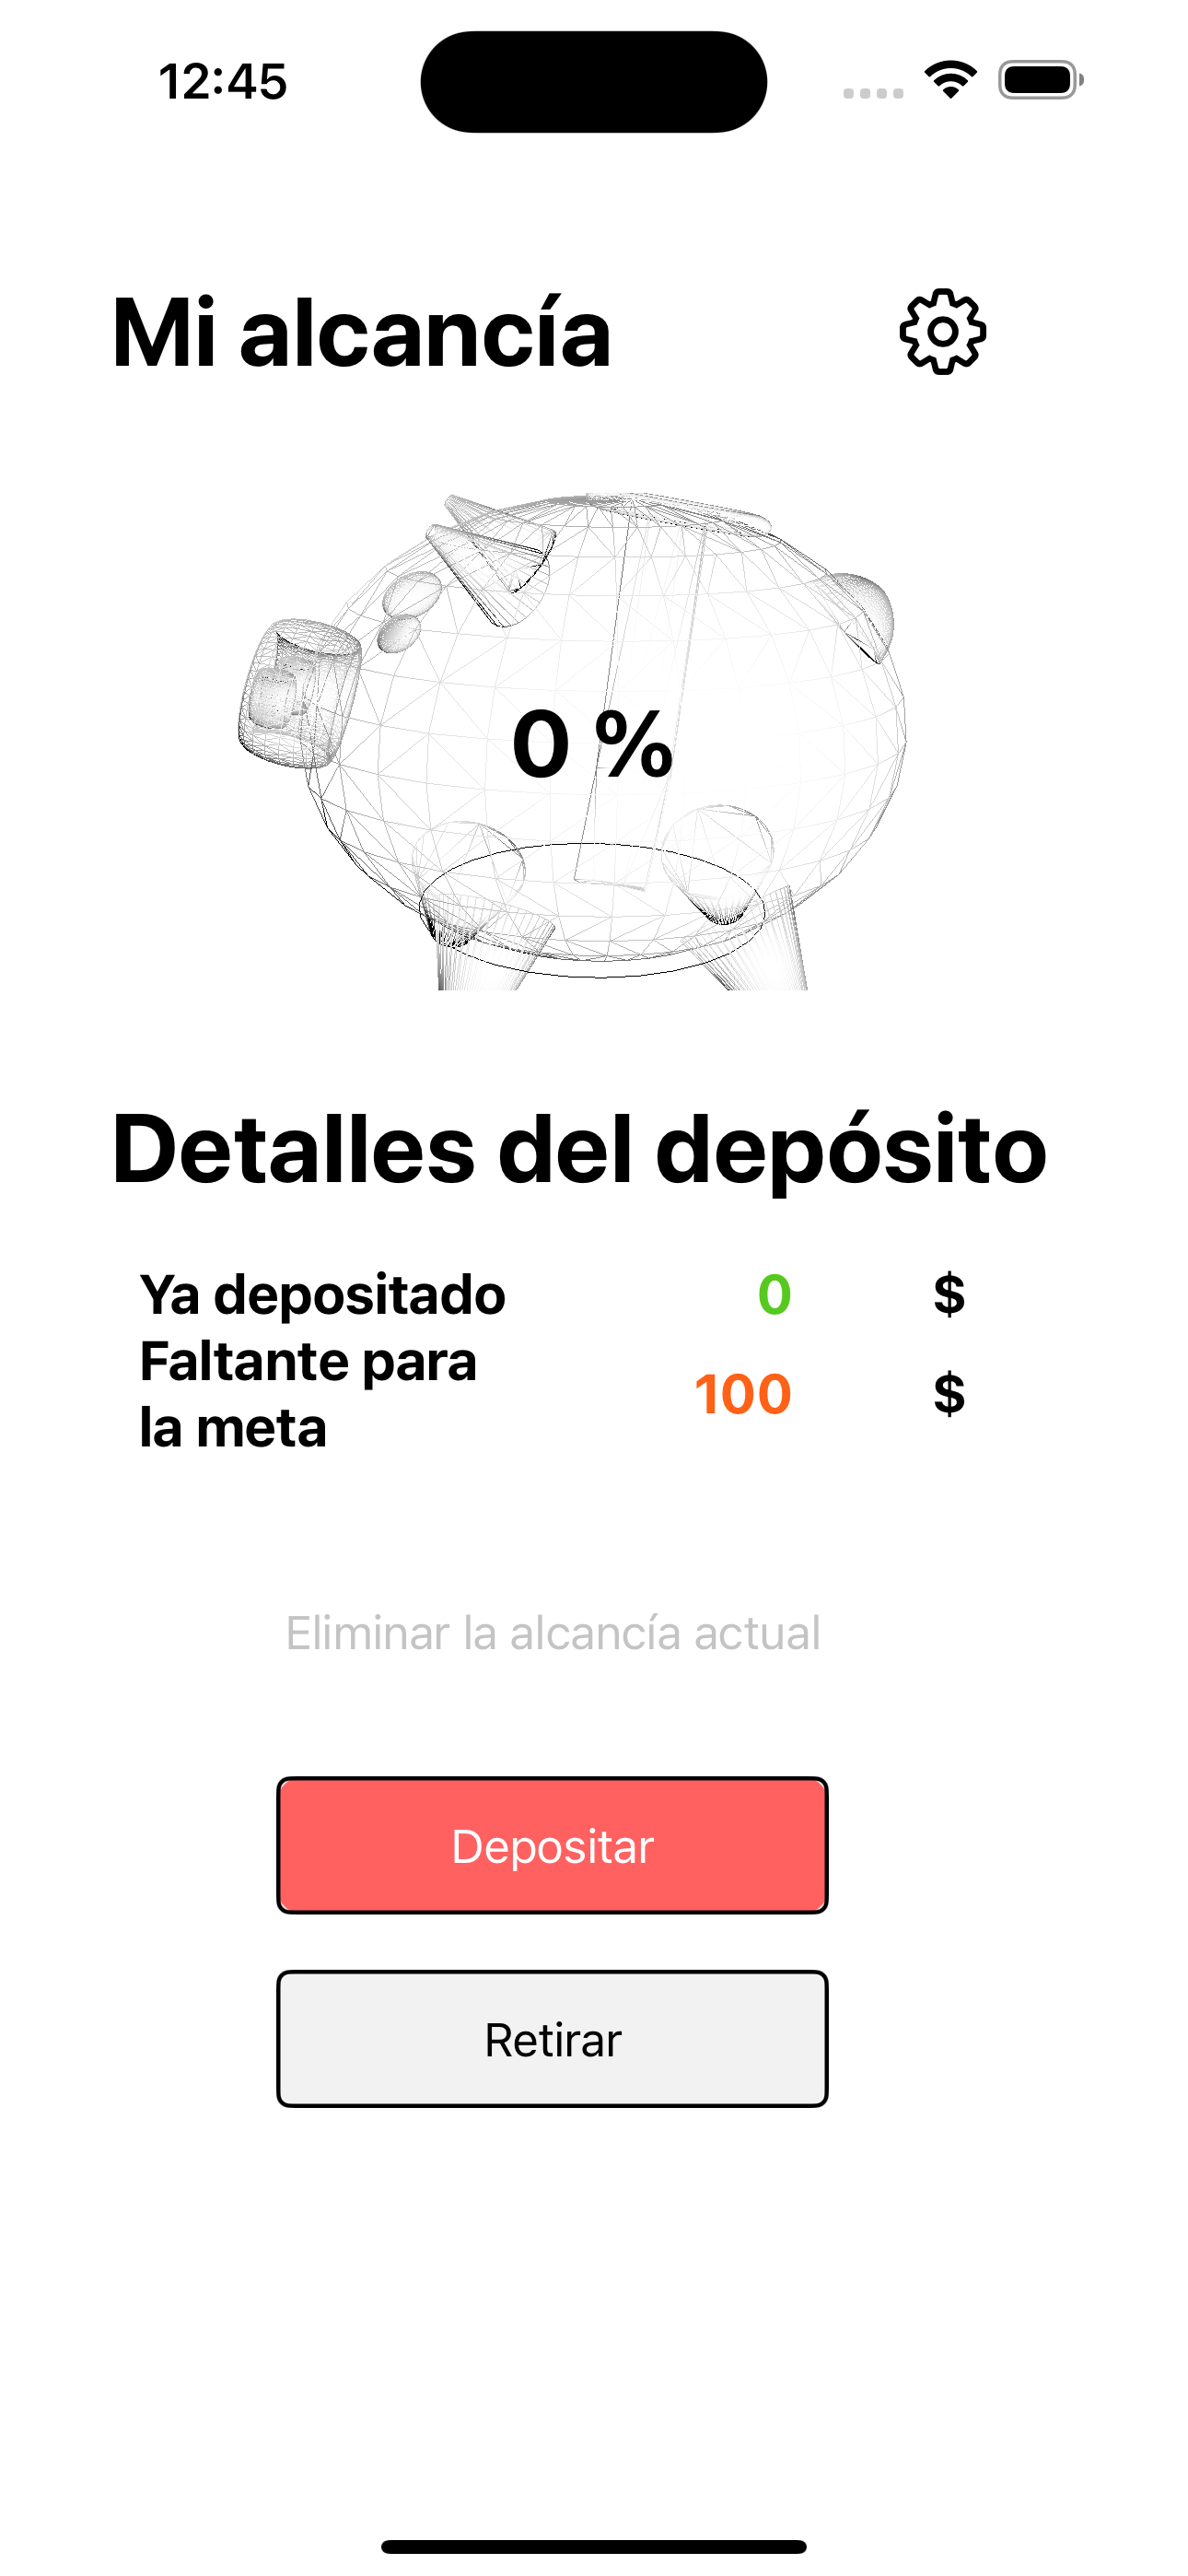 12:45
Mi alcancía
0 %
Detalles del depósito
Ya depositado 0 $
Faltante para
la meta 100 $
Eliminar la alcancía actual
Depositar
Retirar